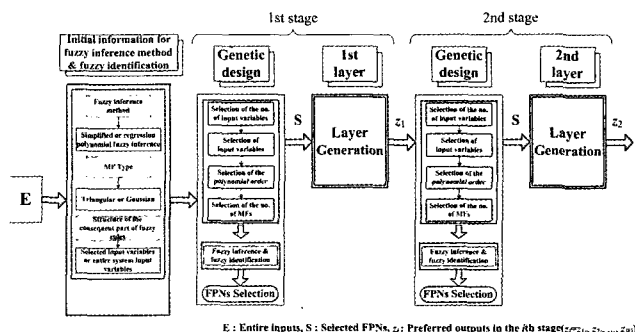 1st stage
2nd stage
Initial information for
fuzzy inference method
& fuzzy identification
Genetic
design
1st
layer
Genetic
design
2nd
layer
E
Fuzzy inference
method
Simplified or regression
polynomial fuzzy inference
MF Type
Triangular or Gaussian
Structure of the
consequent part of fuzzy
rules
Selected input variables
or entire system input
variables
Selection of the no.
of input variables
Selection of
input variables
Selection of the
polynomial order
Selection of the
no. of MFs
Fuzzy inference &
fuzzy identification
FPNs Selection
S
Layer
Generation
z1
Selection of the no.
of input variables
Selection of
input variables
Selection of the
polynomial order
Selection of the
no. of MFs
Fuzzy inference &
fuzzy identification
FPNs Selection
S
Layer
Generation
z2
E : Entire inputs, S : Selected FPNs, zi: Preferred outputs in the ith stage